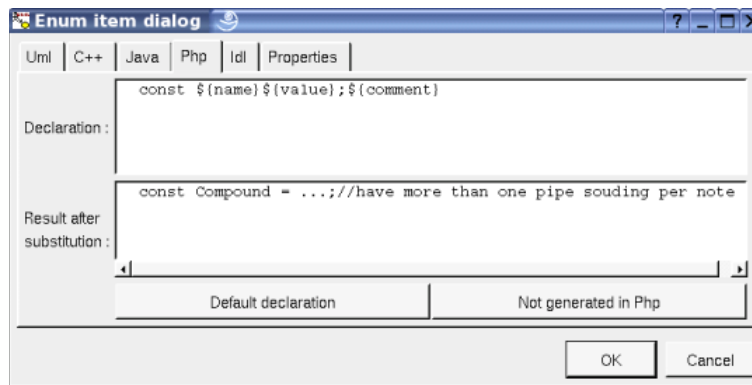 Enum item dialog
? _
Uml C++ Java Php Idl Properties
Declaration :
const ${name}${value};${comment}
Result after
substitution :
const Compound = ...;//have more than one pipe souding per note
Default declaration Not generated in Php
OK Cancel